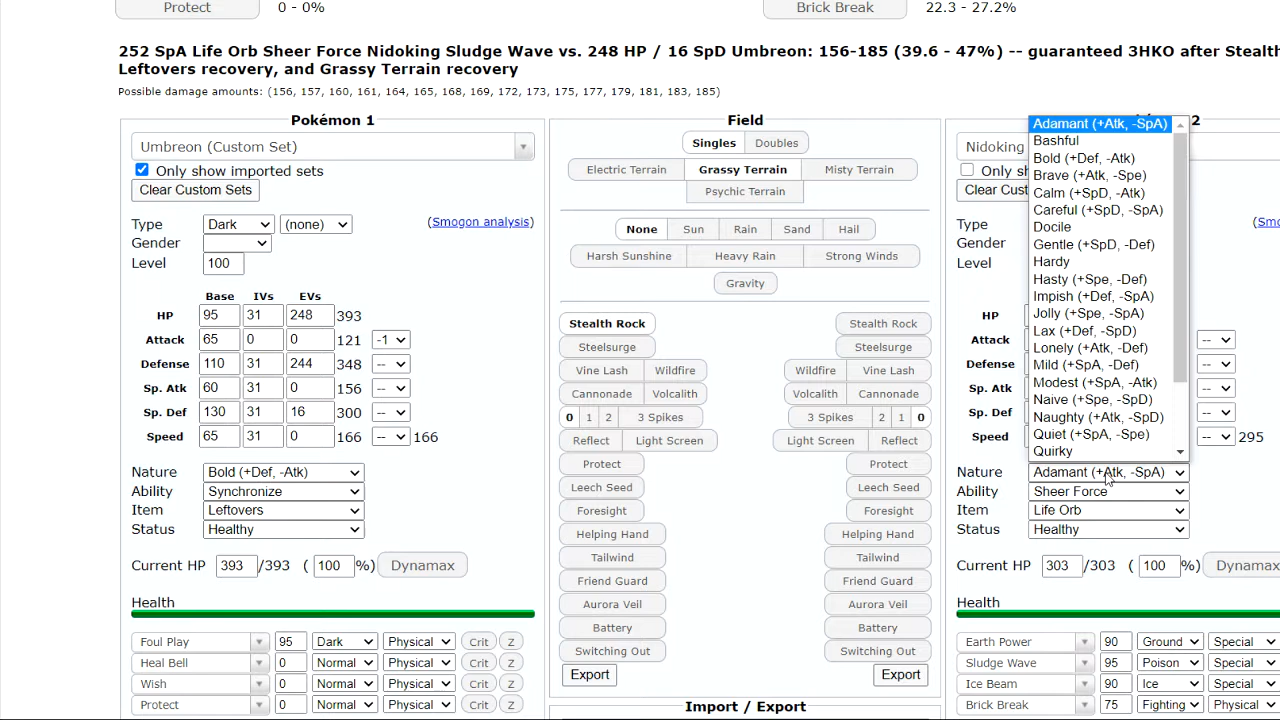 Protect
0 - 0%
Brick Break
22.3 - 27.2%
252 SpA Life Orb Sheer Force Nidoking Sludge Wave vs. 248 HP / 16 SpD Umbreon: 156-185 (39.6 - 47%) -- guaranteed 3HKO after Stealth
Leftovers recovery, and Grassy Terrain recovery
Possible damage amounts: (156, 157, 160, 161, 164, 165, 168, 169, 172, 173, 175, 177, 179, 181, 183, 185)
Pokémon 1
Umbreon (Custom Set)
Only show imported sets
Clear Custom Sets
Type Dark (none) (Smogon analysis)
Gender
Level 100
Base IVs EVs
HP 95 31 248 393
Attack 65 0 0 121 -1
Defense 110 31 244 348 --
Sp. Atk 60 31 0 156 --
Sp. Def 130 31 16 300 --
Speed 65 31 0 166 -- 166
Nature Bold (+Def, -Atk)
Ability Synchronize
Item Leftovers
Status Healthy
Current HP 393 /393 ( 100 %) Dynamax
Health
Foul Play 95 Dark Physical Crit Z
Heal Bell 0 Normal Physical Crit Z
Wish 0 Normal Physical Crit Z
Protect 0 Normal Physical Crit Z
Field
Singles Doubles
Electric Terrain Grassy Terrain Misty Terrain
Psychic Terrain
None Sun Rain Sand Hail
Harsh Sunshine Heavy Rain Strong Winds
Gravity
Stealth Rock Stealth Rock
Steelsurge Steelsurge
Vine Lash Wildfire Wildfire Vine Lash
Cannonade Volcalith Volcalith Cannonade
0 1 2 3 Spikes 3 Spikes 2 1 0
Reflect Light Screen Light Screen Reflect
Protect Protect
Leech Seed Leech Seed
Foresight Foresight
Helping Hand Helping Hand
Tailwind Tailwind
Friend Guard Friend Guard
Aurora Veil Aurora Veil
Battery Battery
Switching Out Switching Out
Export Export
Import / Export
2
Nidoking
Only sh
Clear Cust
Type (Smo
Gender
Level
HP
Attack --
Defense --
Sp. Atk --
Sp. Def --
Speed -- 295
Adamant (+Atk, -SpA)
Bashful
Bold (+Def, -Atk)
Brave (+Atk, -Spe)
Calm (+SpD, -Atk)
Careful (+SpD, -SpA)
Docile
Gentle (+SpD, -Def)
Hardy
Hasty (+Spe, -Def)
Impish (+Def, -SpA)
Jolly (+Spe, -SpA)
Lax (+Def, -SpD)
Lonely (+Atk, -Def)
Mild (+SpA, -Def)
Modest (+SpA, -Atk)
Naive (+Spe, -SpD)
Naughty (+Atk, -SpD)
Quiet (+SpA, -Spe)
Quirky
Nature Adamant (+Atk, -SpA)
Ability Sheer Force
Item Life Orb
Status Healthy
Current HP 303 /303 ( 100 %) Dynamax
Health
Earth Power 90 Ground Special
Sludge Wave 95 Poison Special
Ice Beam 90 Ice Special
Brick Break 75 Fighting Physical